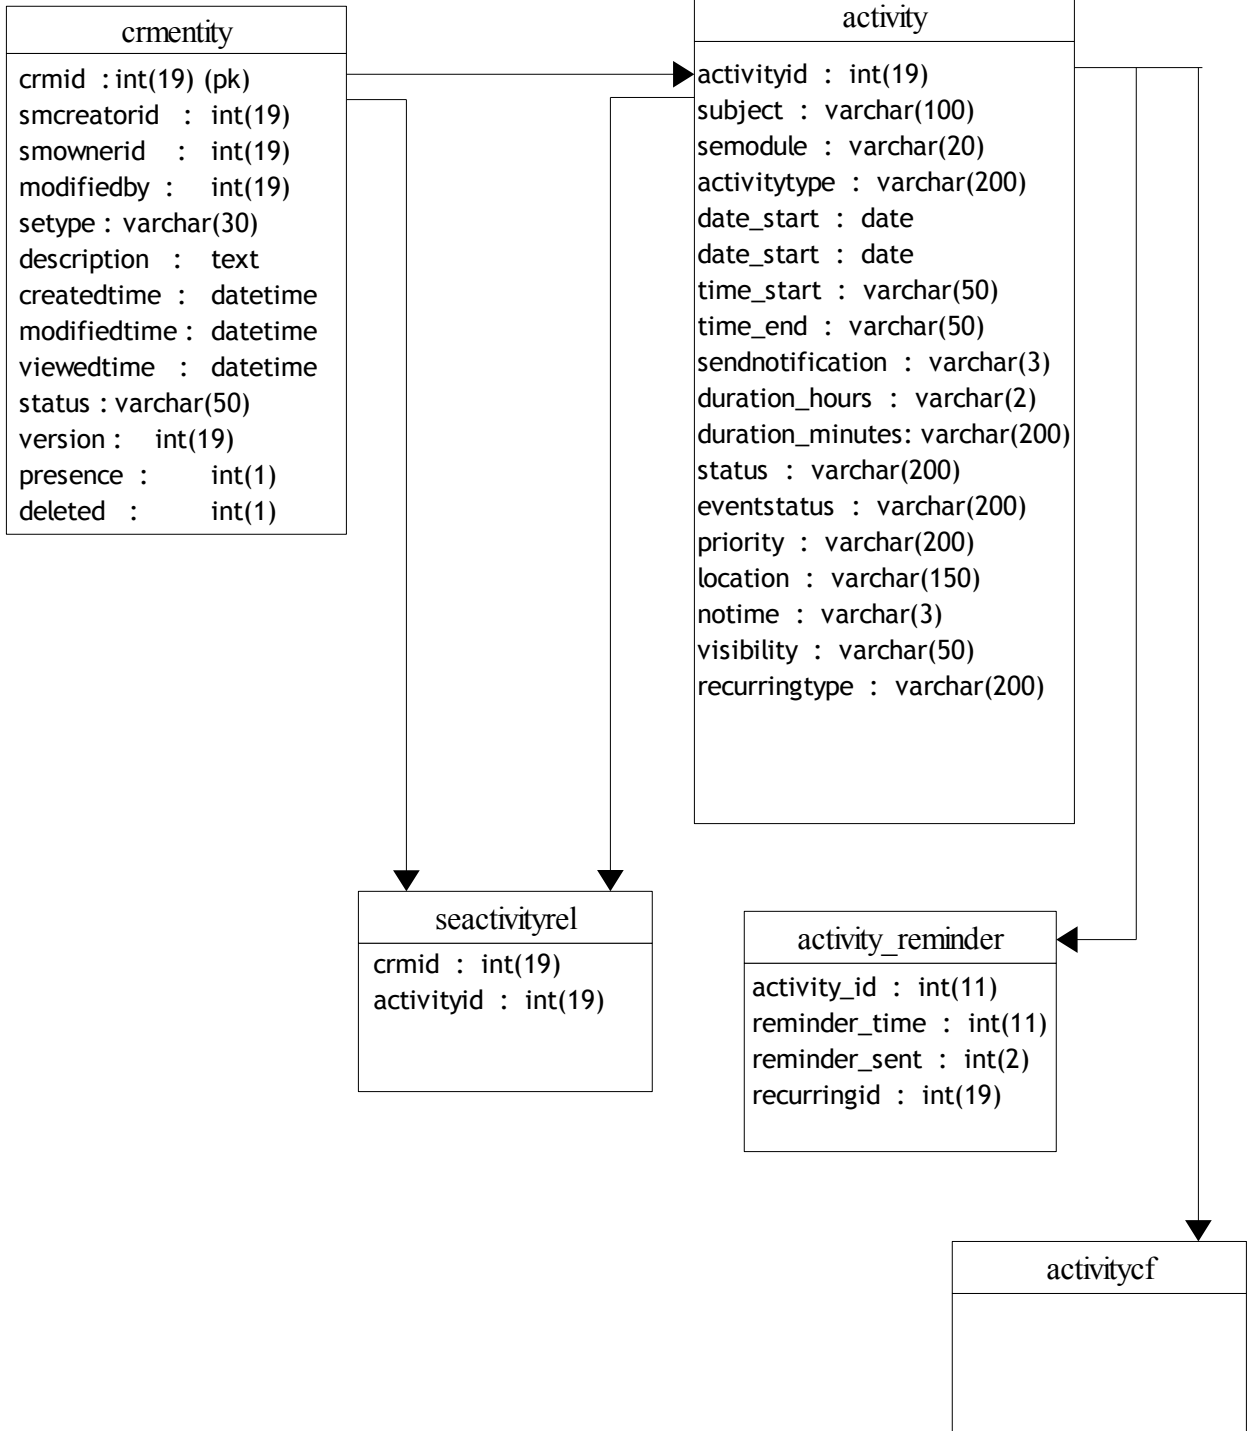 crmentity
crmid : int(19) (pk)
smcreatorid : int(19)
smownerid : int(19)
modifiedby : int(19)
setype : varchar(30)
description : text
createdtime : datetime
modifiedtime : datetime
viewedtime : datetime
status : varchar(50)
version : int(19)
presence : int(1)
deleted : int(1)
activity
activityid : int(19)
subject : varchar(100)
semodule : varchar(20)
activitytype : varchar(200)
date_start : date
date_start : date
time_start : varchar(50)
time_end : varchar(50)
sendnotification : varchar(3)
duration_hours : varchar(2)
duration_minutes: varchar(200)
status : varchar(200)
eventstatus : varchar(200)
priority : varchar(200)
location : varchar(150)
notime : varchar(3)
visibility : varchar(50)
recurringtype : varchar(200)
seactivityrel
crmid : int(19)
activityid : int(19)
activity_reminder
activity_id : int(11)
reminder_time : int(11)
reminder_sent : int(2)
recurringid : int(19)
activitycf